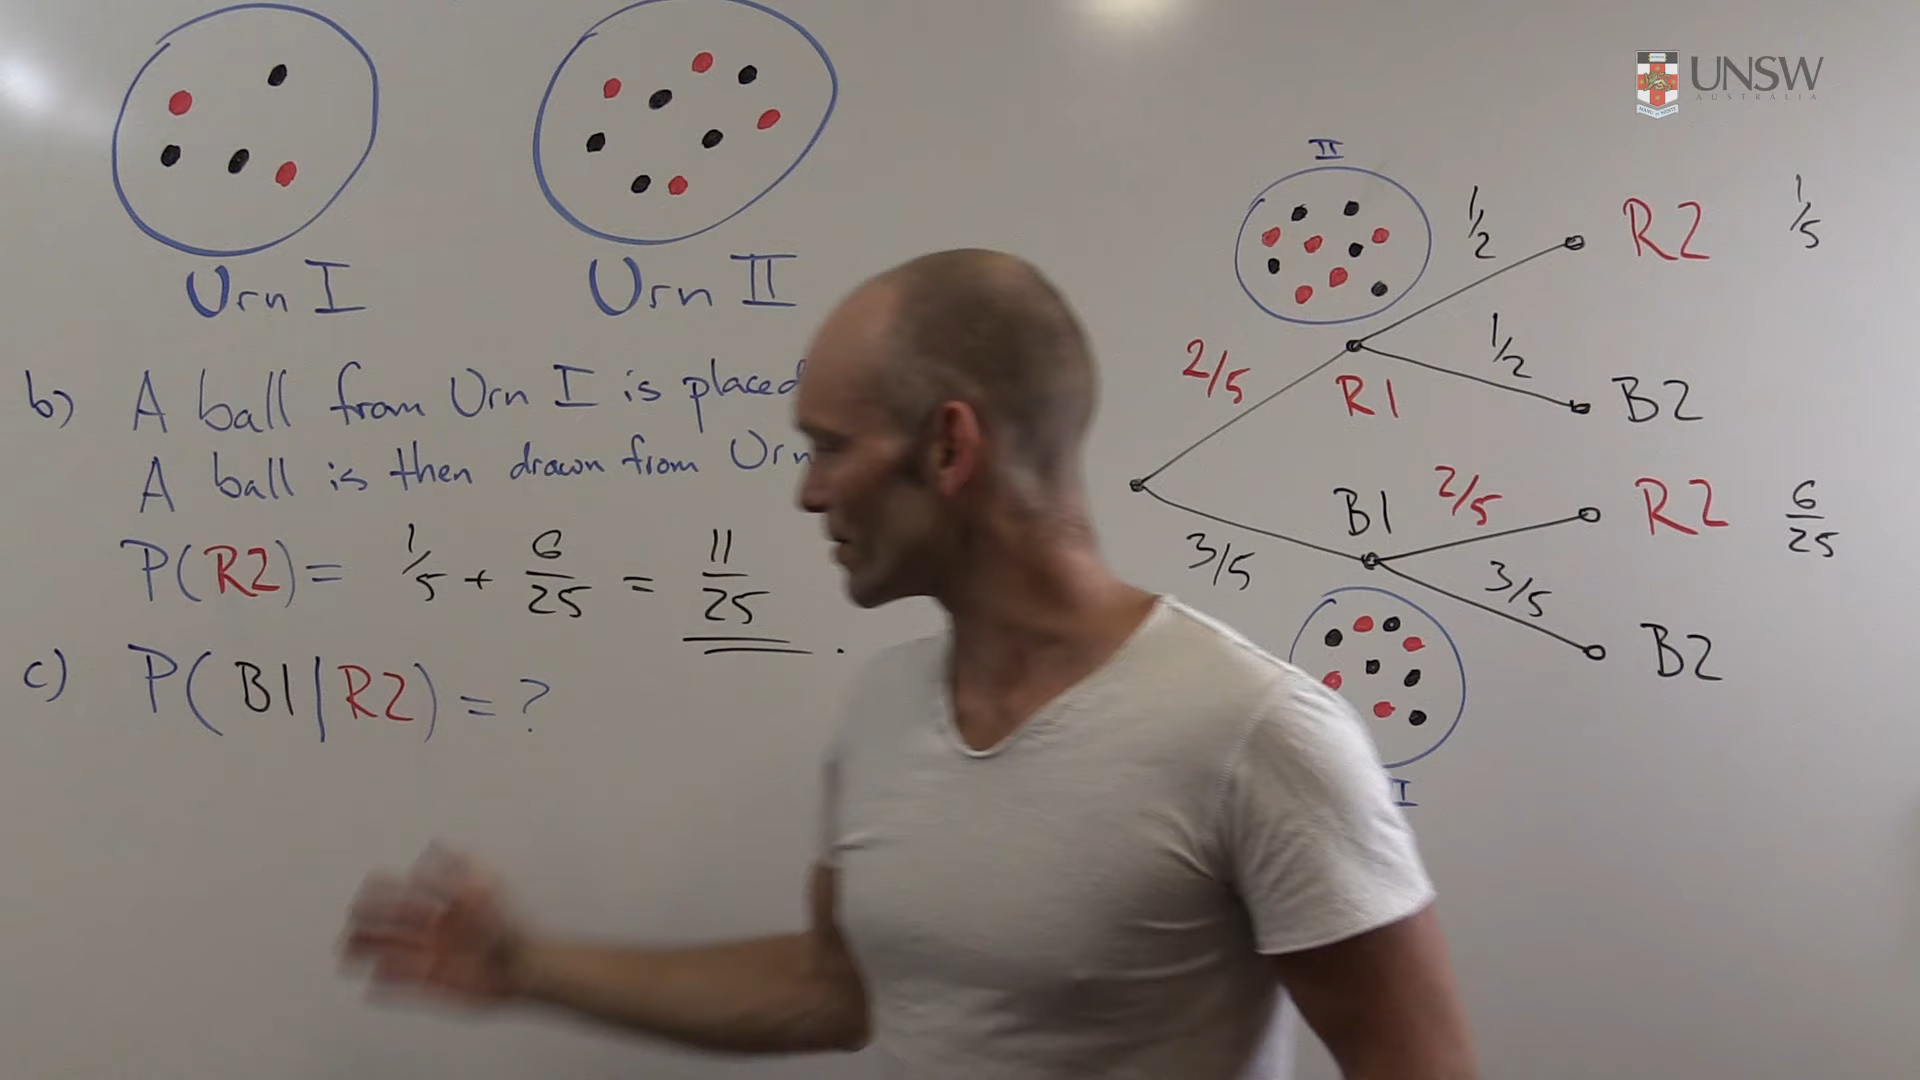 UNSW
AUSTRALIA
Urn I
Urn II
b) A ball from Urn I is placed
A ball is then drawn from Urn
P(R2) = 1/5 + 6/25 = 11/25.
c) P(B1|R2) = ?
II
1/2 R2 1/5
2/5 R1
1/2 B2
B1 2/5 R2 6/25
3/5
3/5 B2
I